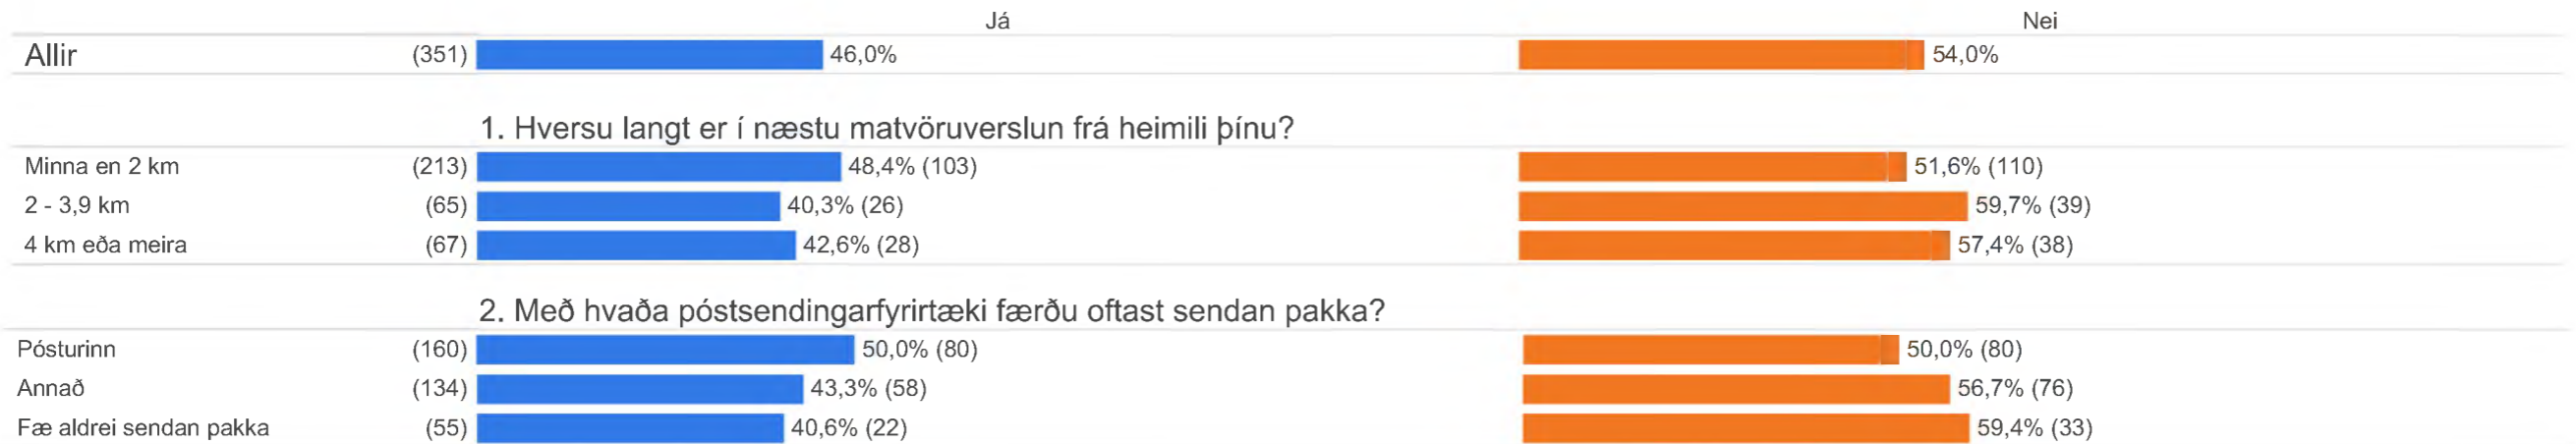 Já Nei
Allir (351) 46,0% 54,0%
1. Hversu langt er í næstu matvöruverslun frá heimili þínu?
Minna en 2 km (213) 48,4% (103) 51,6% (110)
2 - 3,9 km (65) 40,3% (26) 59,7% (39)
4 km eða meira (67) 42,6% (28) 57,4% (38)
2. Með hvaða póstsendingarfyrirtæki færðu oftast sendan pakka?
Pósturinn (160) 50,0% (80) 50,0% (80)
Annað (134) 43,3% (58) 56,7% (76)
Fæ aldrei sendan pakka (55) 40,6% (22) 59,4% (33)